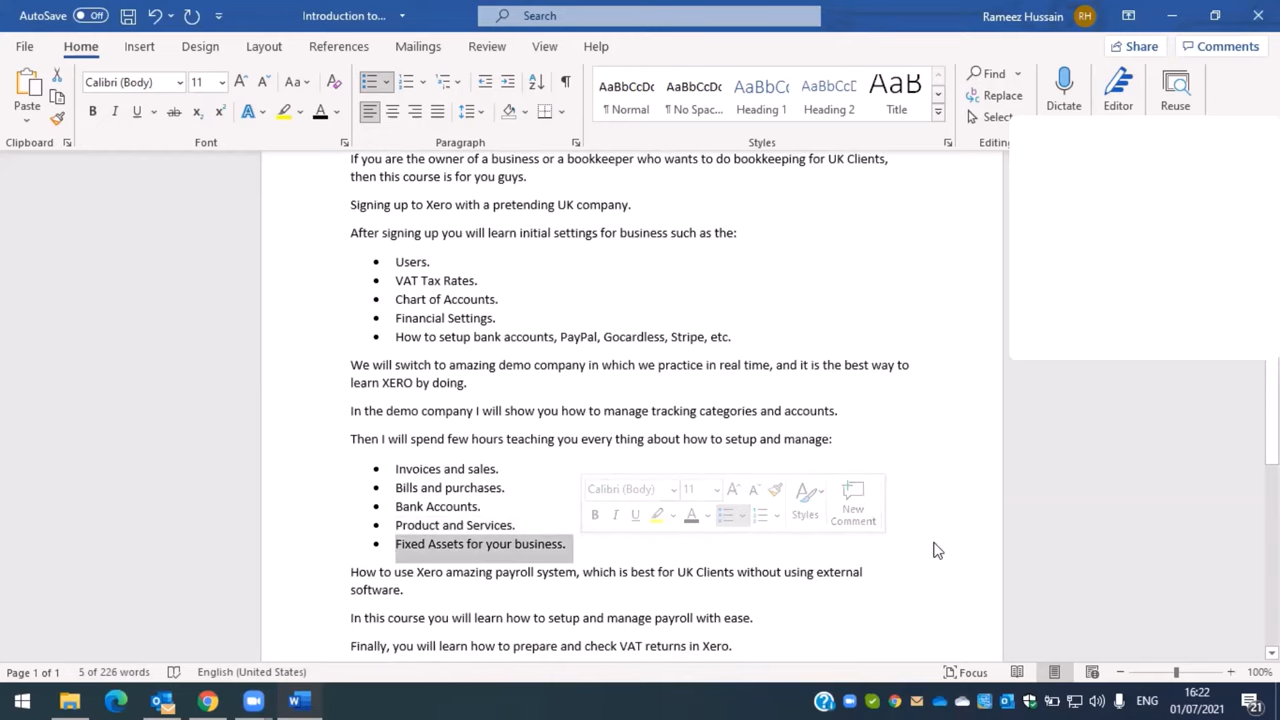 AutoSave Off Introduction to... Search Rameez Hussain RH
File Home Insert Design Layout References Mailings Review View Help Share Comments
Calibri (Body) 11 Aa AaBbCcDc AaBbCcDc AaBbCc AaBbCcD AaB Find
Paste Normal No Spac... Heading 1 Heading 2 Title Replace Dictate Editor Reuse
Select
Clipboard Font Paragraph Styles Editing
If you are the owner of a business or a bookkeeper who wants to do bookkeeping for UK Clients,
then this course is for you guys.
Signing up to Xero with a pretending UK company.
After signing up you will learn initial settings for business such as the:
• Users.
• VAT Tax Rates.
• Chart of Accounts.
• Financial Settings.
• How to setup bank accounts, PayPal, Gocardless, Stripe, etc.
We will switch to amazing demo company in which we practice in real time, and it is the best way to
learn XERO by doing.
In the demo company I will show you how to manage tracking categories and accounts.
Then I will spend few hours teaching you every thing about how to setup and manage:
• Invoices and sales.
• Bills and purchases.
• Bank Accounts.
• Product and Services.
• Fixed Assets for your business.
Calibri (Body) 11
B I U A Styles New
Comment
How to use Xero amazing payroll system, which is best for UK Clients without using external
software.
In this course you will learn how to setup and manage payroll with ease.
Finally, you will learn how to prepare and check VAT returns in Xero.
Page 1 of 1 5 of 226 words English (United States) Focus 100%
ENG 16:22
01/07/2021 21